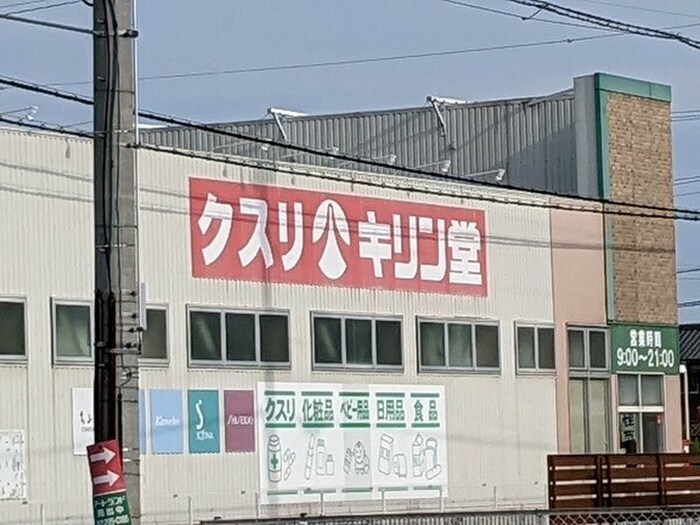 クスリ キリン堂
営業時間
9:00～21:00
クスリ 化粧品 ベビー用品 日用品 食品
Kanebo
SHISEIDO